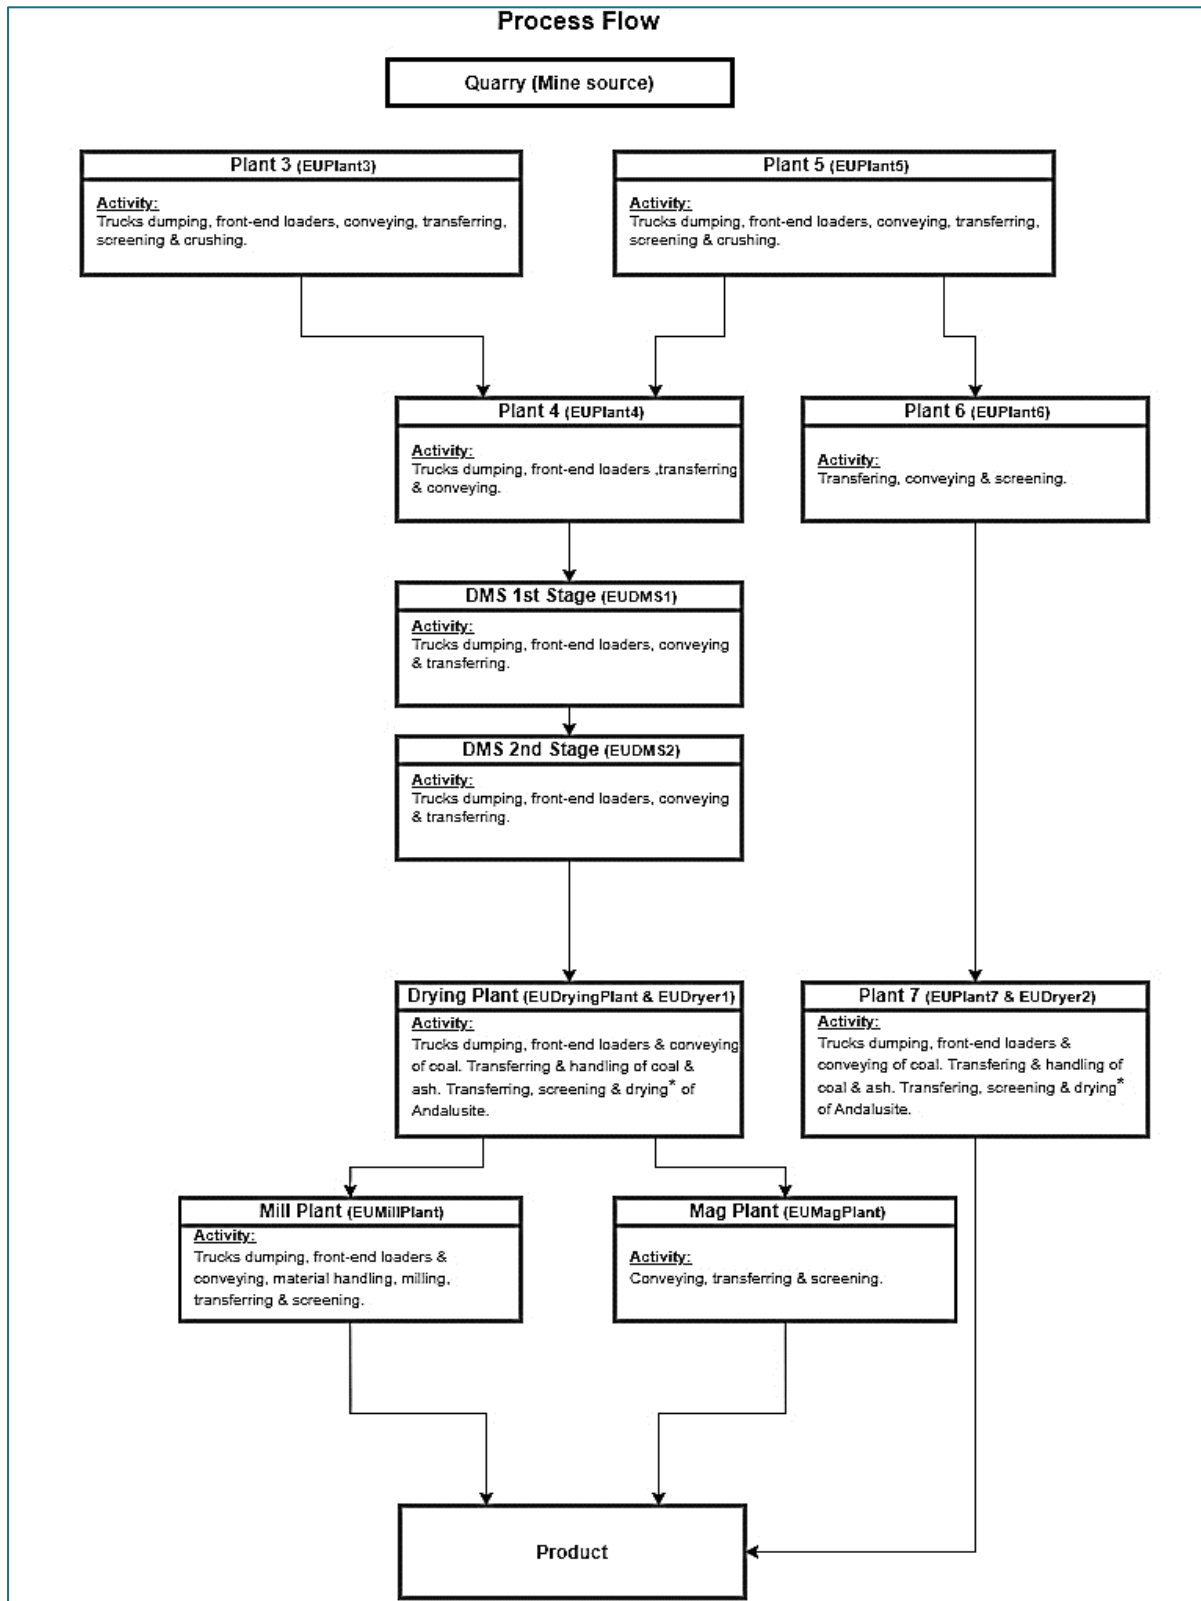 Process Flow
Quarry (Mine source)
Plant 3 (EUPlant3)
Activity:
Trucks dumping, front-end loaders, conveying, transferring,
screening & crushing.
Plant 5 (EUPlant5)
Activity:
Trucks dumping, front-end loaders, conveying, transferring,
screening & crushing.
Plant 4 (EUPlant4)
Activity:
Trucks dumping, front-end loaders ,transferring
& conveying.
Plant 6 (EUPlant6)
Activity:
Transfering, conveying & screening.
DMS 1st Stage (EUDMS1)
Activity:
Trucks dumping, front-end loaders, conveying
& transferring.
DMS 2nd Stage (EUDMS2)
Activity:
Trucks dumping, front-end loaders, conveying
& transferring.
Drying Plant (EUDryingPlant & EUDryer1)
Activity:
Trucks dumping, front-end loaders & conveying
of coal. Transferring & handling of coal &
ash. Transferring, screening & drying* of
Andalusite.
Plant 7 (EUPlant7 & EUDryer2)
Activity:
Trucks dumping, front-end loaders &
conveying of coal. Transfering & handling of
coal & ash. Transfering, screening & drying*
of Andalusite.
Mill Plant (EUMillPlant)
Activity:
Trucks dumping, front-end loaders &
conveying, material handling, milling,
transferring & screening.
Mag Plant (EUMagPlant)
Activity:
Conveying, transferring & screening.
Product